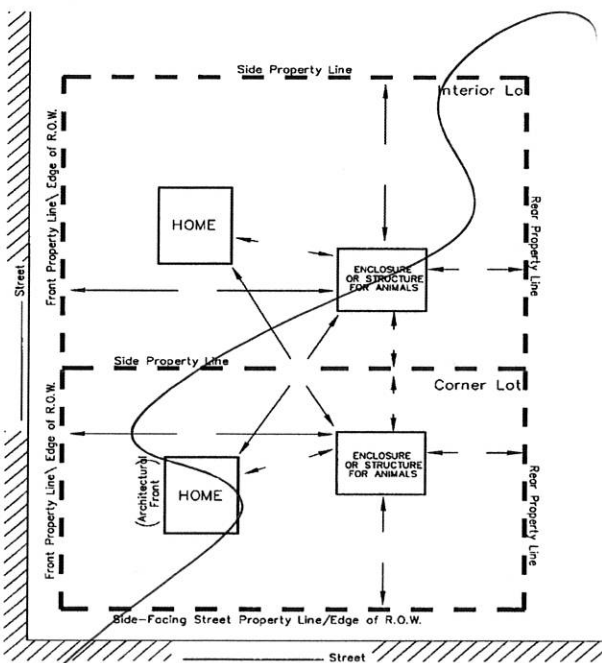 Side Property Line
Interior Lo
Front Property Line\ Edge of R.O.W.
HOME
ENCLOSURE
OR STRUCTURE
FOR ANIMALS
Rear Property Line
Street
Side Property Line
Corner Lot
Front Property Line\ Edge of R.O.W.
(Architectural
Front)
HOME
ENCLOSURE
OR STRUCTURE
FOR ANIMALS
Rear Property Line
Side-Facing Street Property Line/Edge of R.O.W.
Street